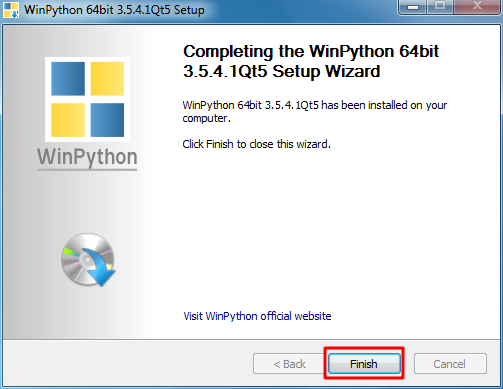 WinPython 64bit 3.5.4.1Qt5 Setup
Completing the WinPython 64bit
3.5.4.1Qt5 Setup Wizard
WinPython 64bit 3.5.4.1Qt5 has been installed on your
computer.
Click Finish to close this wizard.
WinPython
Visit WinPython official website
< Back
Finish
Cancel